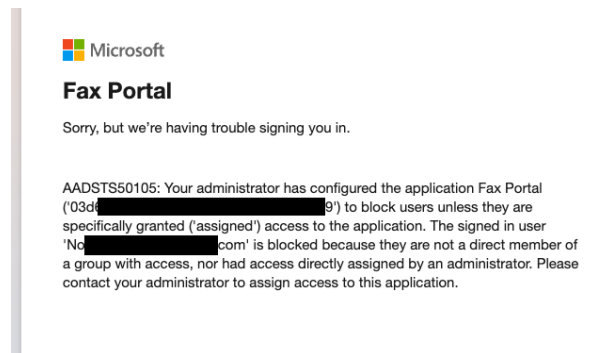 Microsoft
Fax Portal
Sorry, but we're having trouble signing you in.
AADSTS50105: Your administrator has configured the application Fax Portal
('03d 9') to block users unless they are
specifically granted ('assigned') access to the application. The signed in user
'No com' is blocked because they are not a direct member of
a group with access, nor had access directly assigned by an administrator. Please
contact your administrator to assign access to this application.